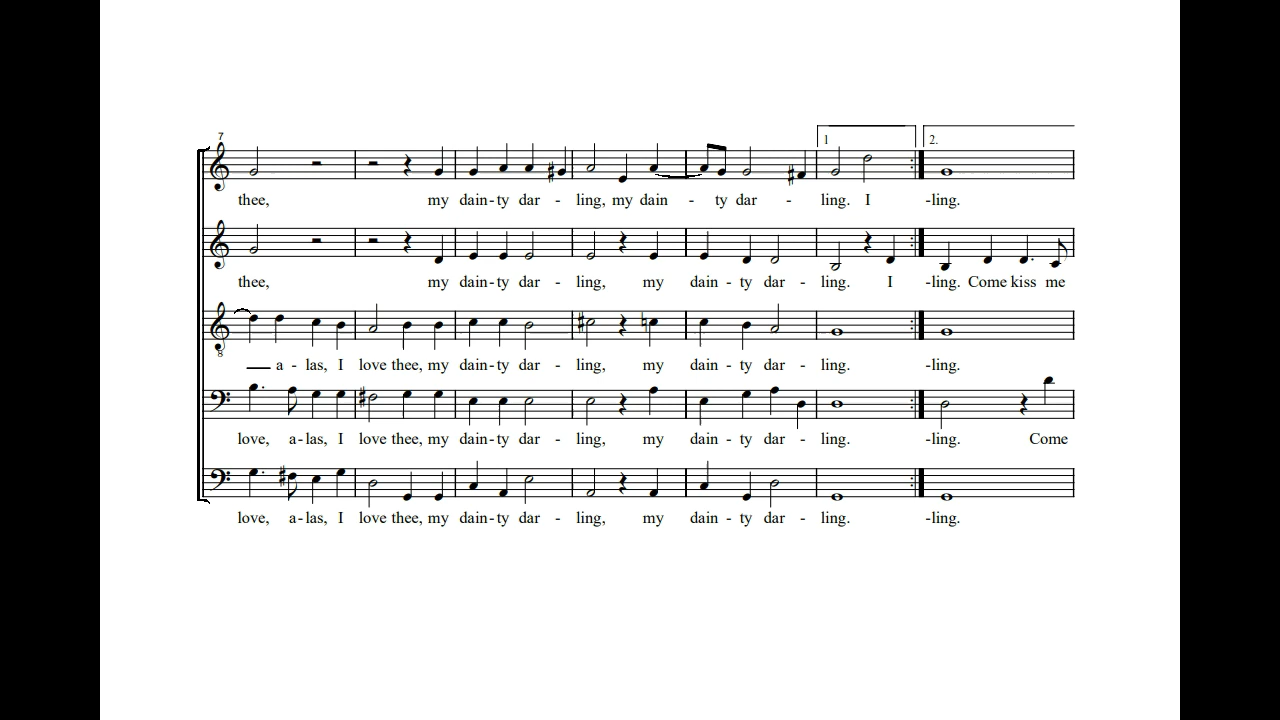 7
1
2.
thee, my dain-ty dar - ling, my dain - ty dar - ling. I -ling.
thee, my dain-ty dar - ling, my dain - ty dar - ling. I -ling. Come kiss me
8
a - las, I love thee, my dain-ty dar - ling, my dain - ty dar - ling. -ling.
love, a-las, I love thee, my dain-ty dar - ling, my dain - ty dar - ling. -ling. Come
love, a-las, I love thee, my dain-ty dar - ling, my dain - ty dar - ling. -ling.